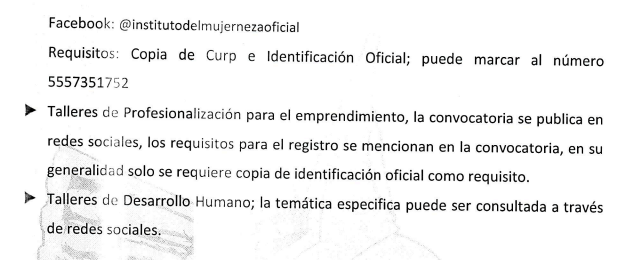 Facebook: @institutodelmujernezaoficial
Requisitos: Copia de Curp e Identificación Oficial; puede marcar al número
5557351752
➤ Talleres de Profesionalización para el emprendimiento, la convocatoria se publica en
redes sociales, los requisitos para el registro se mencionan en la convocatoria, en su
generalidad solo se requiere copia de identificación oficial como requisito.
➤ Talleres de Desarrollo Humano; la temática especifica puede ser consultada a través
de redes sociales.